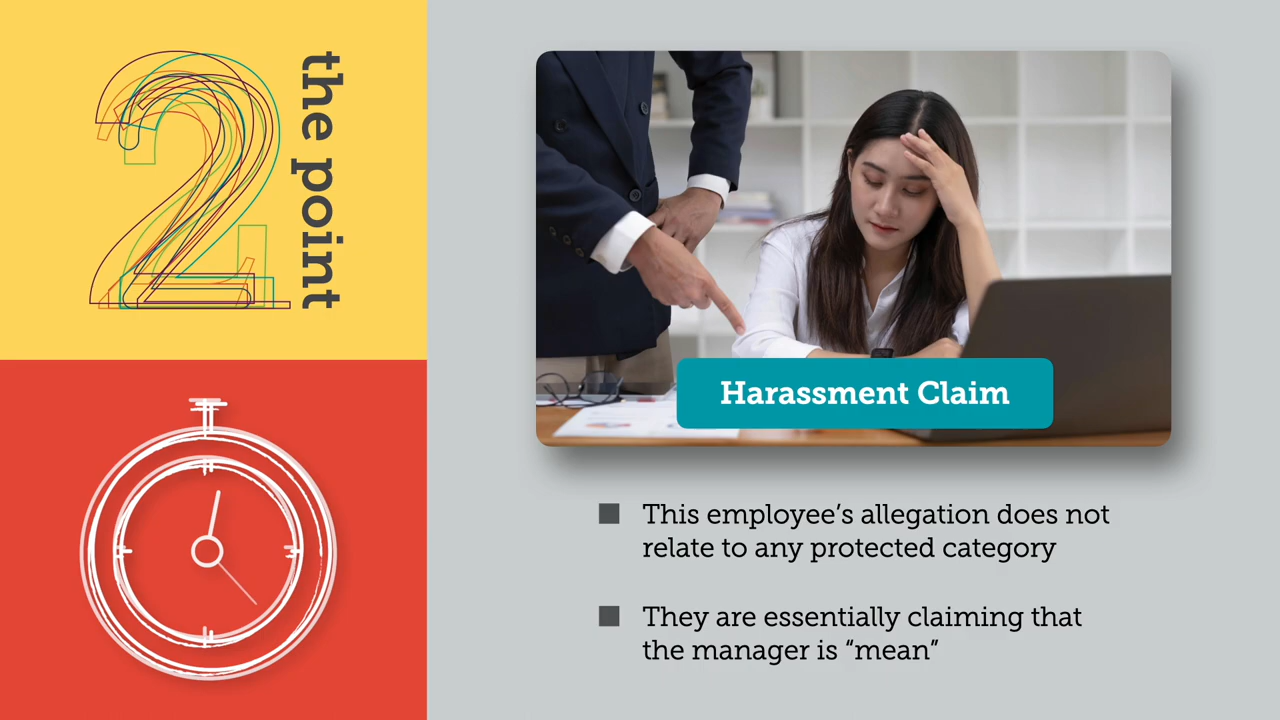 2
the point
Harassment Claim
This employee’s allegation does not
relate to any protected category
They are essentially claiming that
the manager is “mean”